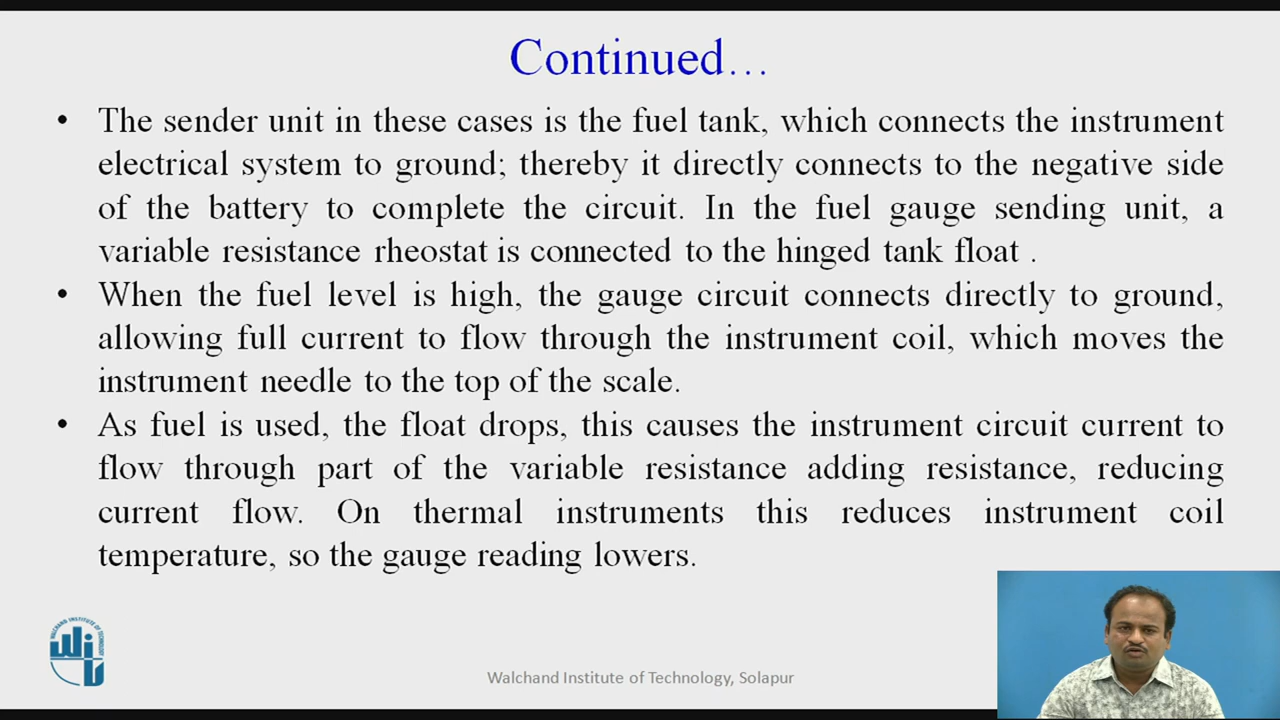 Continued…
• The sender unit in these cases is the fuel tank, which connects the instrument
electrical system to ground; thereby it directly connects to the negative side
of the battery to complete the circuit. In the fuel gauge sending unit, a
variable resistance rheostat is connected to the hinged tank float .
• When the fuel level is high, the gauge circuit connects directly to ground,
allowing full current to flow through the instrument coil, which moves the
instrument needle to the top of the scale.
• As fuel is used, the float drops, this causes the instrument circuit current to
flow through part of the variable resistance adding resistance, reducing
current flow. On thermal instruments this reduces instrument coil
temperature, so the gauge reading lowers.
WALCHAND INSTITUTE OF TECHNOLOGY
Walchand Institute of Technology, Solapur